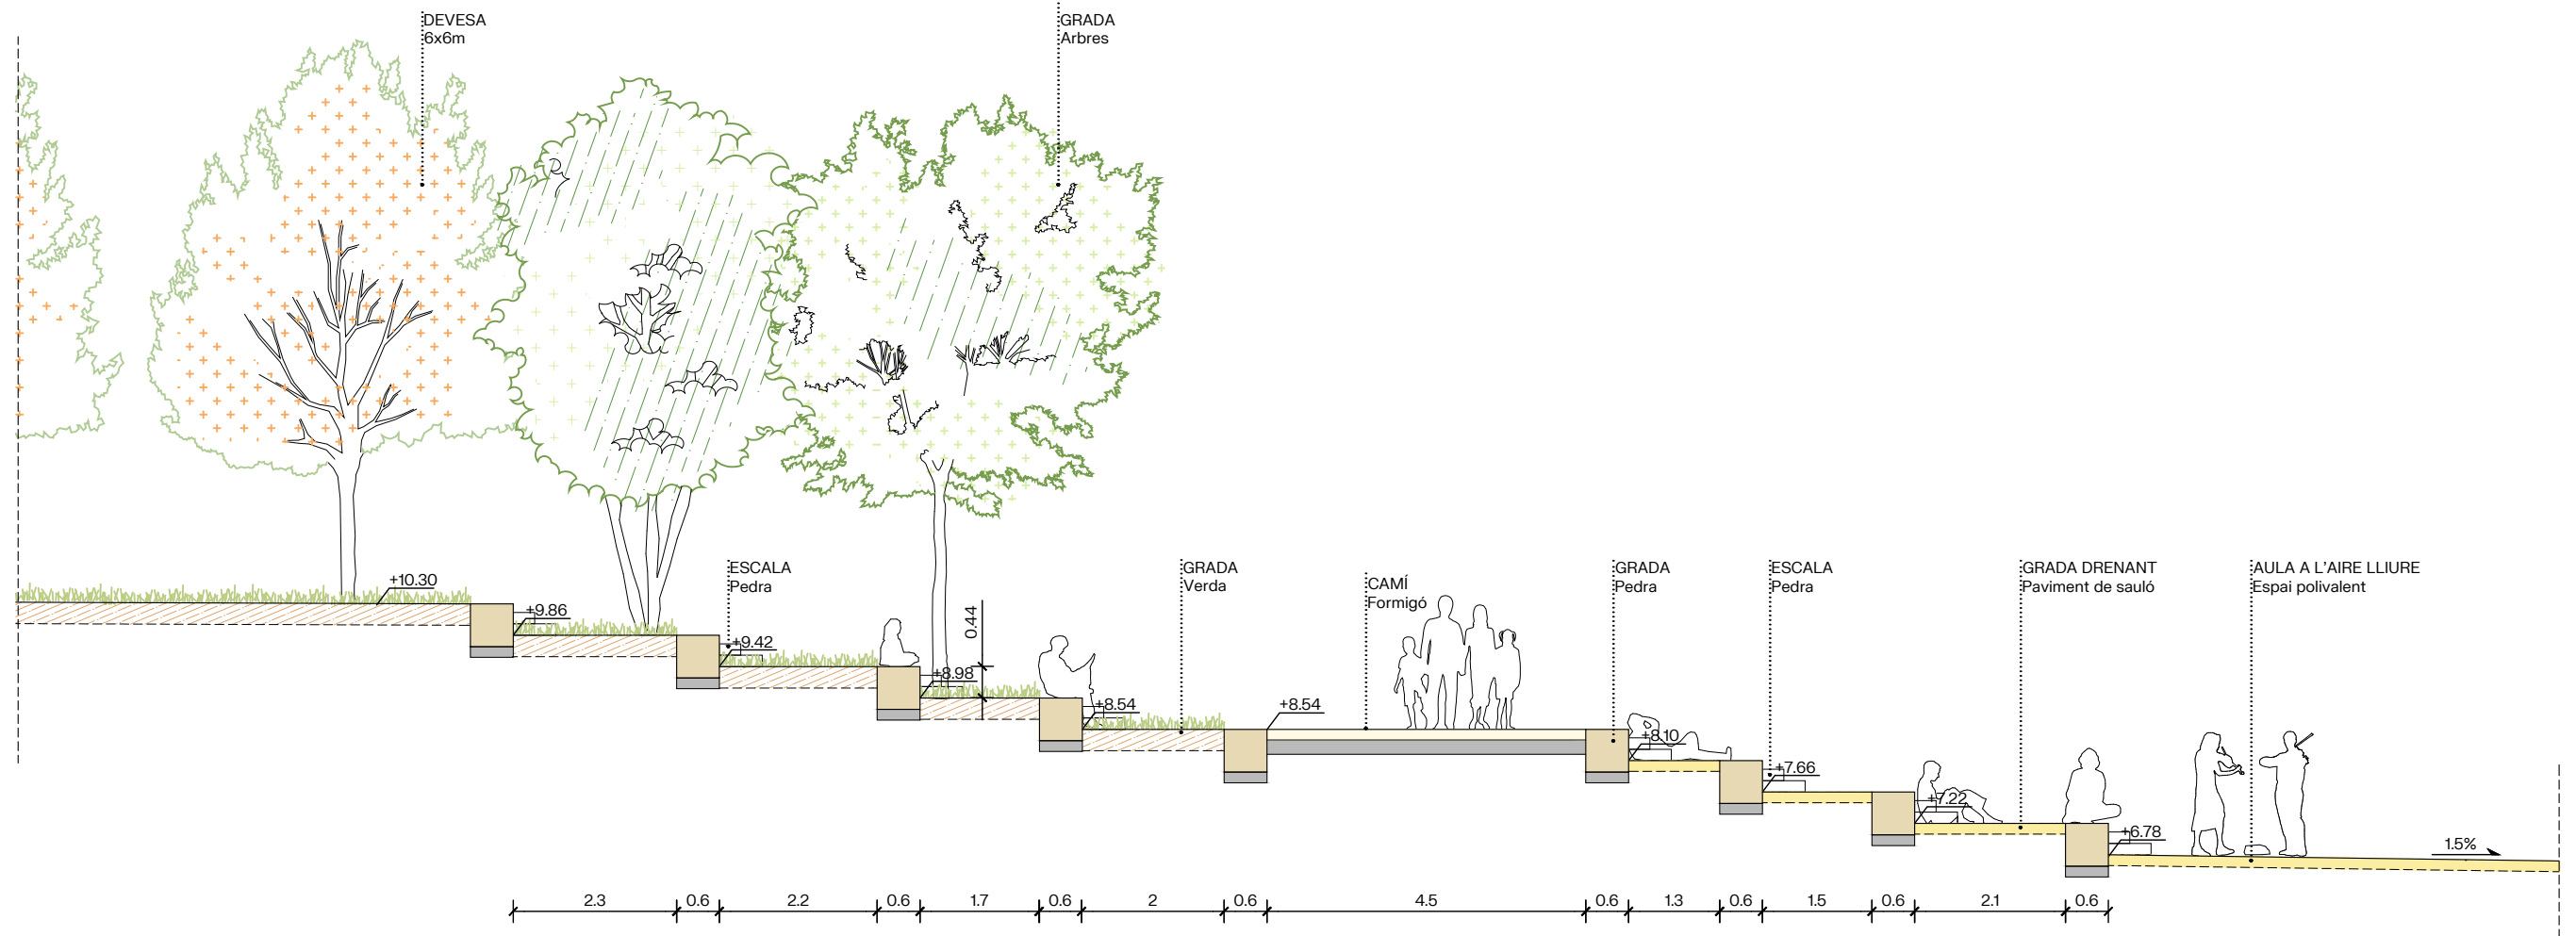 DEVESA
6x6m
GRADA
Arbres
ESCALA
Pedra
GRADA
Verda
CAMÍ
Formigó
GRADA
Pedra
ESCALA
Pedra
GRADA DRENANT
Paviment de sauló
AULA A L'AIRE LLIURE
Espai polivalent
+10.30
+9.86
+9.42
0.44
+8.98
+8.54
+8.54
+8.10
+7.66
+7.22
+6.78
1.5%
2.3
0.6
2.2
0.6
1.7
0.6
2
0.6
4.5
0.6
1.3
0.6
1.5
0.6
2.1
0.6